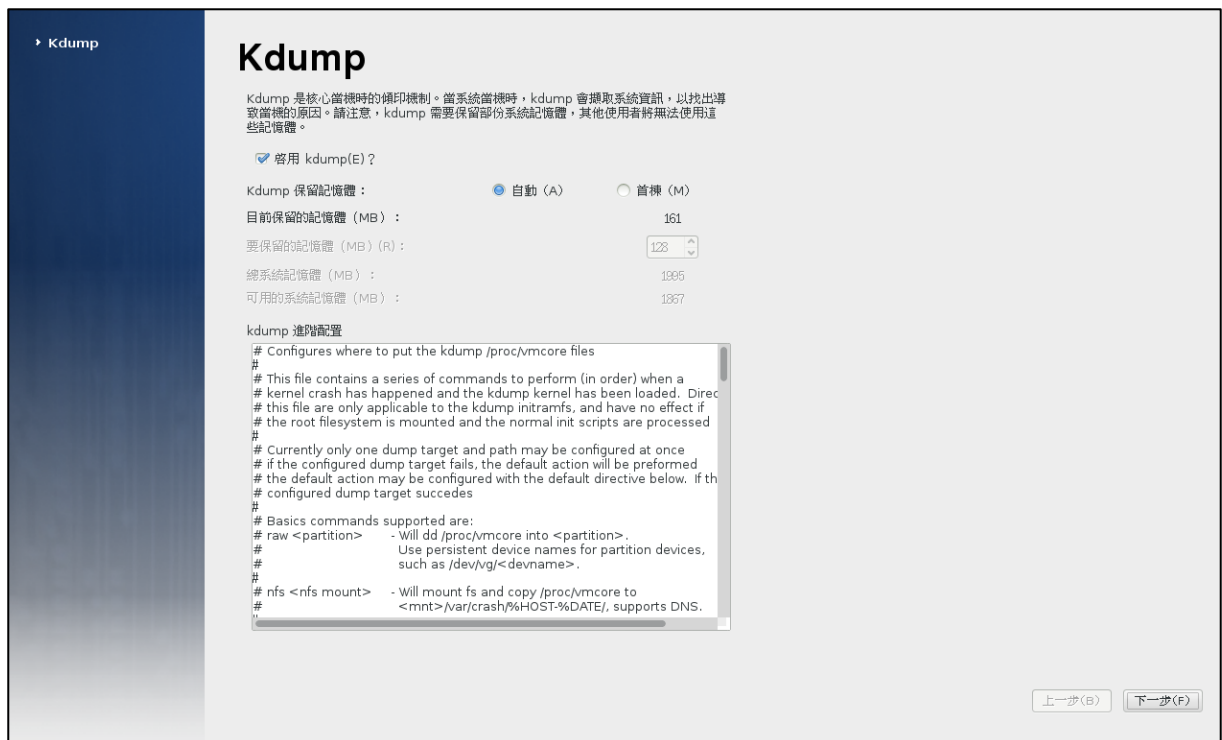 Kdump
Kdump
Kdump 是核心當機時的傾印機制。當系統當機時，kdump 會擷取系統資訊，以找出導
致當機的原因。請注意，kdump 需要保留部份系統記憶體，其他使用者將無法使用這
些記憶體。
啓用 kdump(E)？
Kdump 保留記憶體： 自動（A） 首棟（M）
目前保留的記憶體（MB）： 161
要保留的記憶體（MB）(R)： 128
總系統記憶體（MB）： 1995
可用的系統記憶體（MB）： 1867
kdump 進階配置
# Configures where to put the kdump /proc/vmcore files
#
# This file contains a series of commands to perform (in order) when a
# kernel crash has happened and the kdump kernel has been loaded. Direc
# this file are only applicable to the kdump initramfs, and have no effect if
# the root filesystem is mounted and the normal init scripts are processed
#
# Currently only one dump target and path may be configured at once
# if the configured dump target fails, the default action will be preformed
# the default action may be configured with the default directive below. If th
# configured dump target succedes
#
# Basics commands supported are:
# raw <partition> - Will dd /proc/vmcore into <partition>.
# Use persistent device names for partition devices,
# such as /dev/vg/<devname>.
#
# nfs <nfs mount> - Will mount fs and copy /proc/vmcore to
# <mnt>/var/crash/%HOST-%DATE/, supports DNS.
上一步(B) 下一步(F)